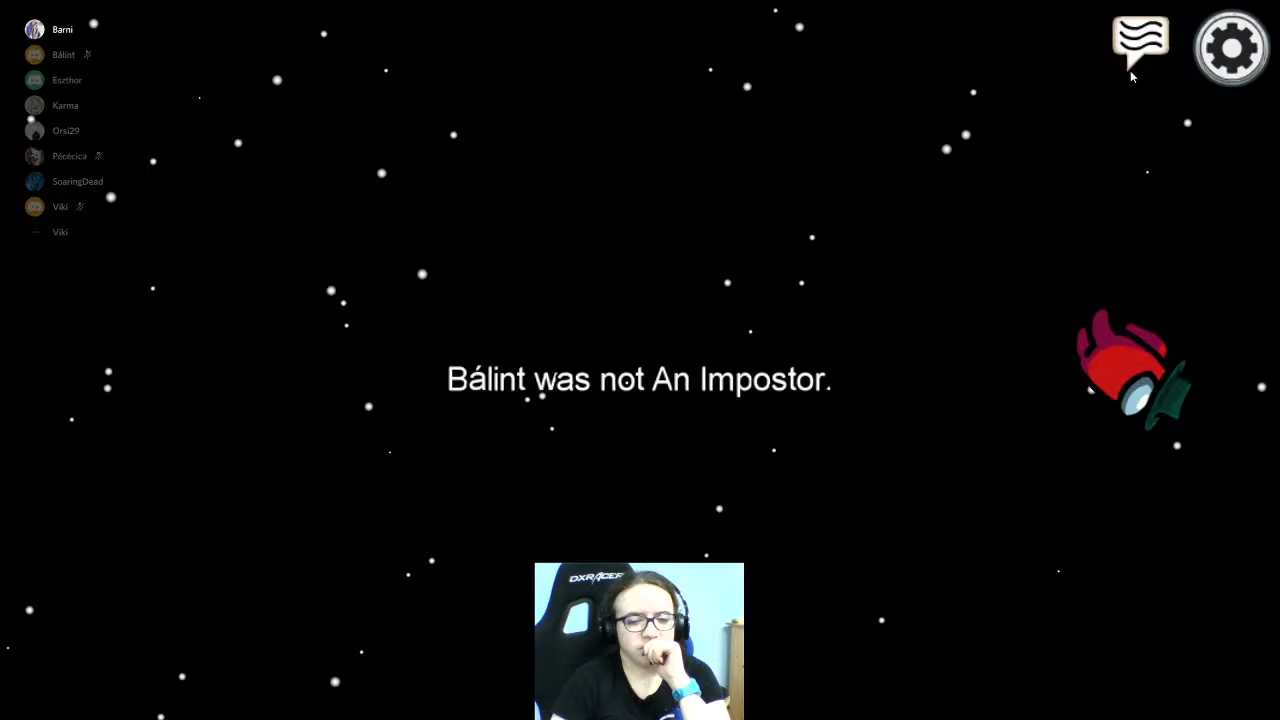 Barni
Bálint
Eszthor
Karma
Orsi29
Pécécica
SoaringDead
Viki
Viki
Bálint was not An Impostor.
DXRACER